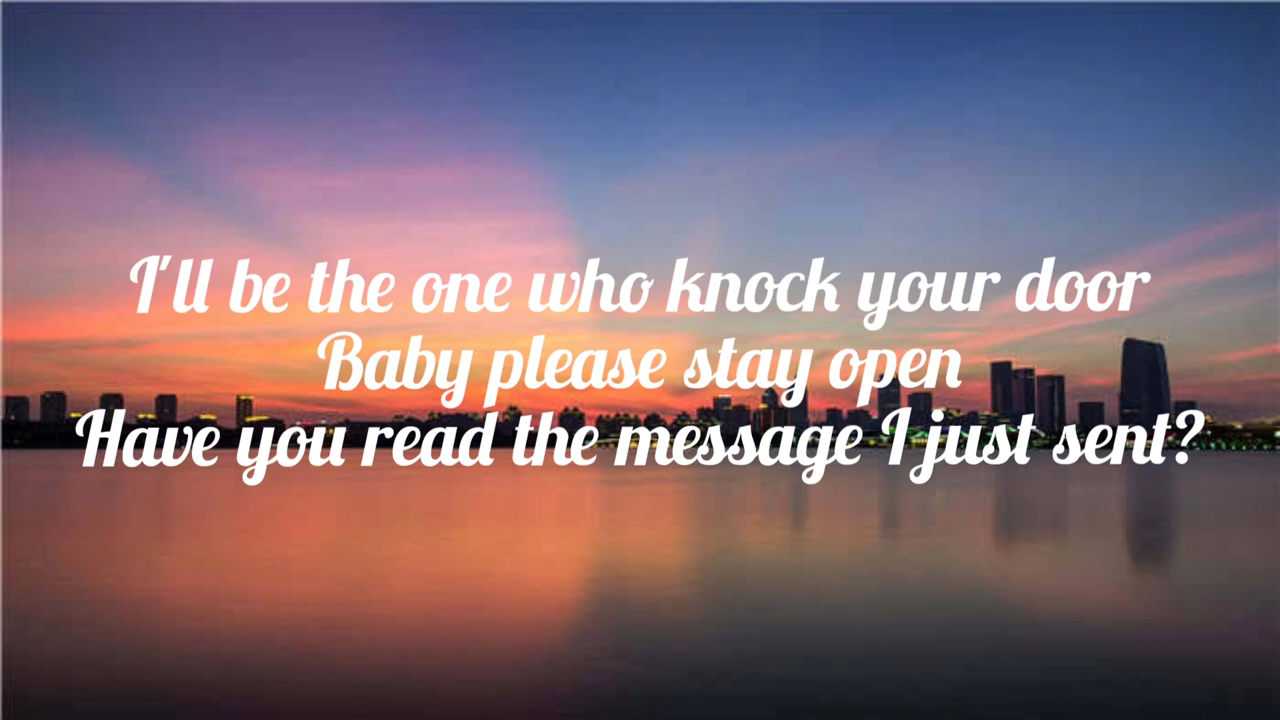 I'll be the one who knock your door
Baby please stay open
Have you read the message I just sent?